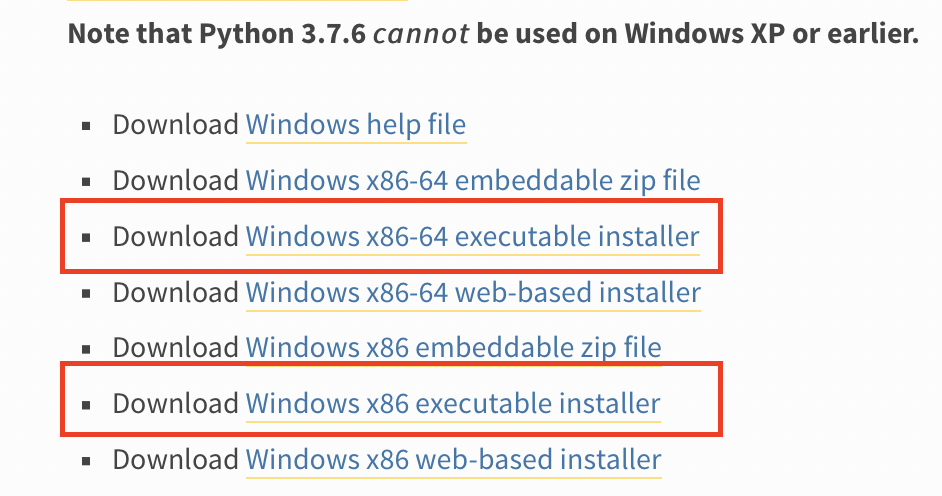 Note that Python 3.7.6 cannot be used on Windows XP or earlier.
Download Windows help file
Download Windows x86-64 embeddable zip file
Download Windows x86-64 executable installer
Download Windows x86-64 web-based installer
Download Windows x86 embeddable zip file
Download Windows x86 executable installer
Download Windows x86 web-based installer